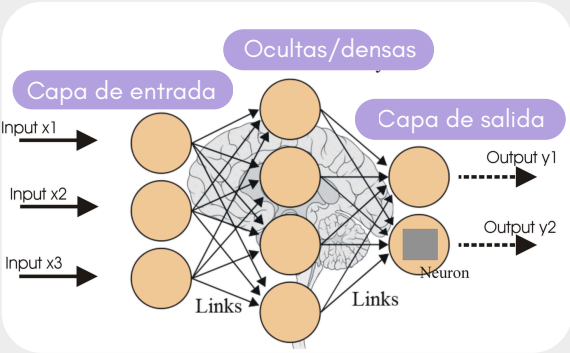 Ocultas/densas
Capa de entrada
Capa de salida
Input x1
Input x2
Input x3
Output y1
Output y2
Neuron
Links
Links